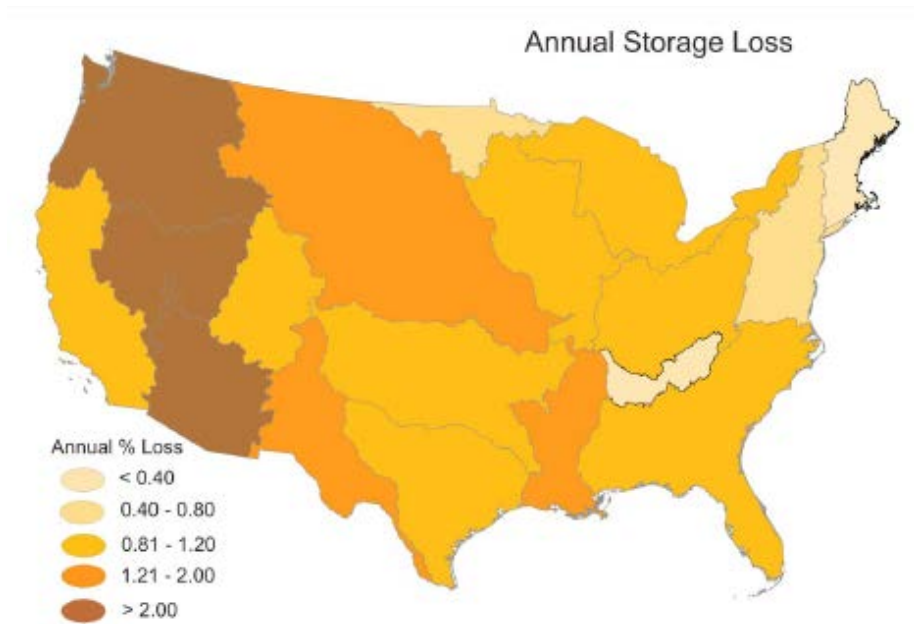 Annual Storage Loss
Annual % Loss
< 0.40
0.40 - 0.80
0.81 - 1.20
1.21 - 2.00
> 2.00